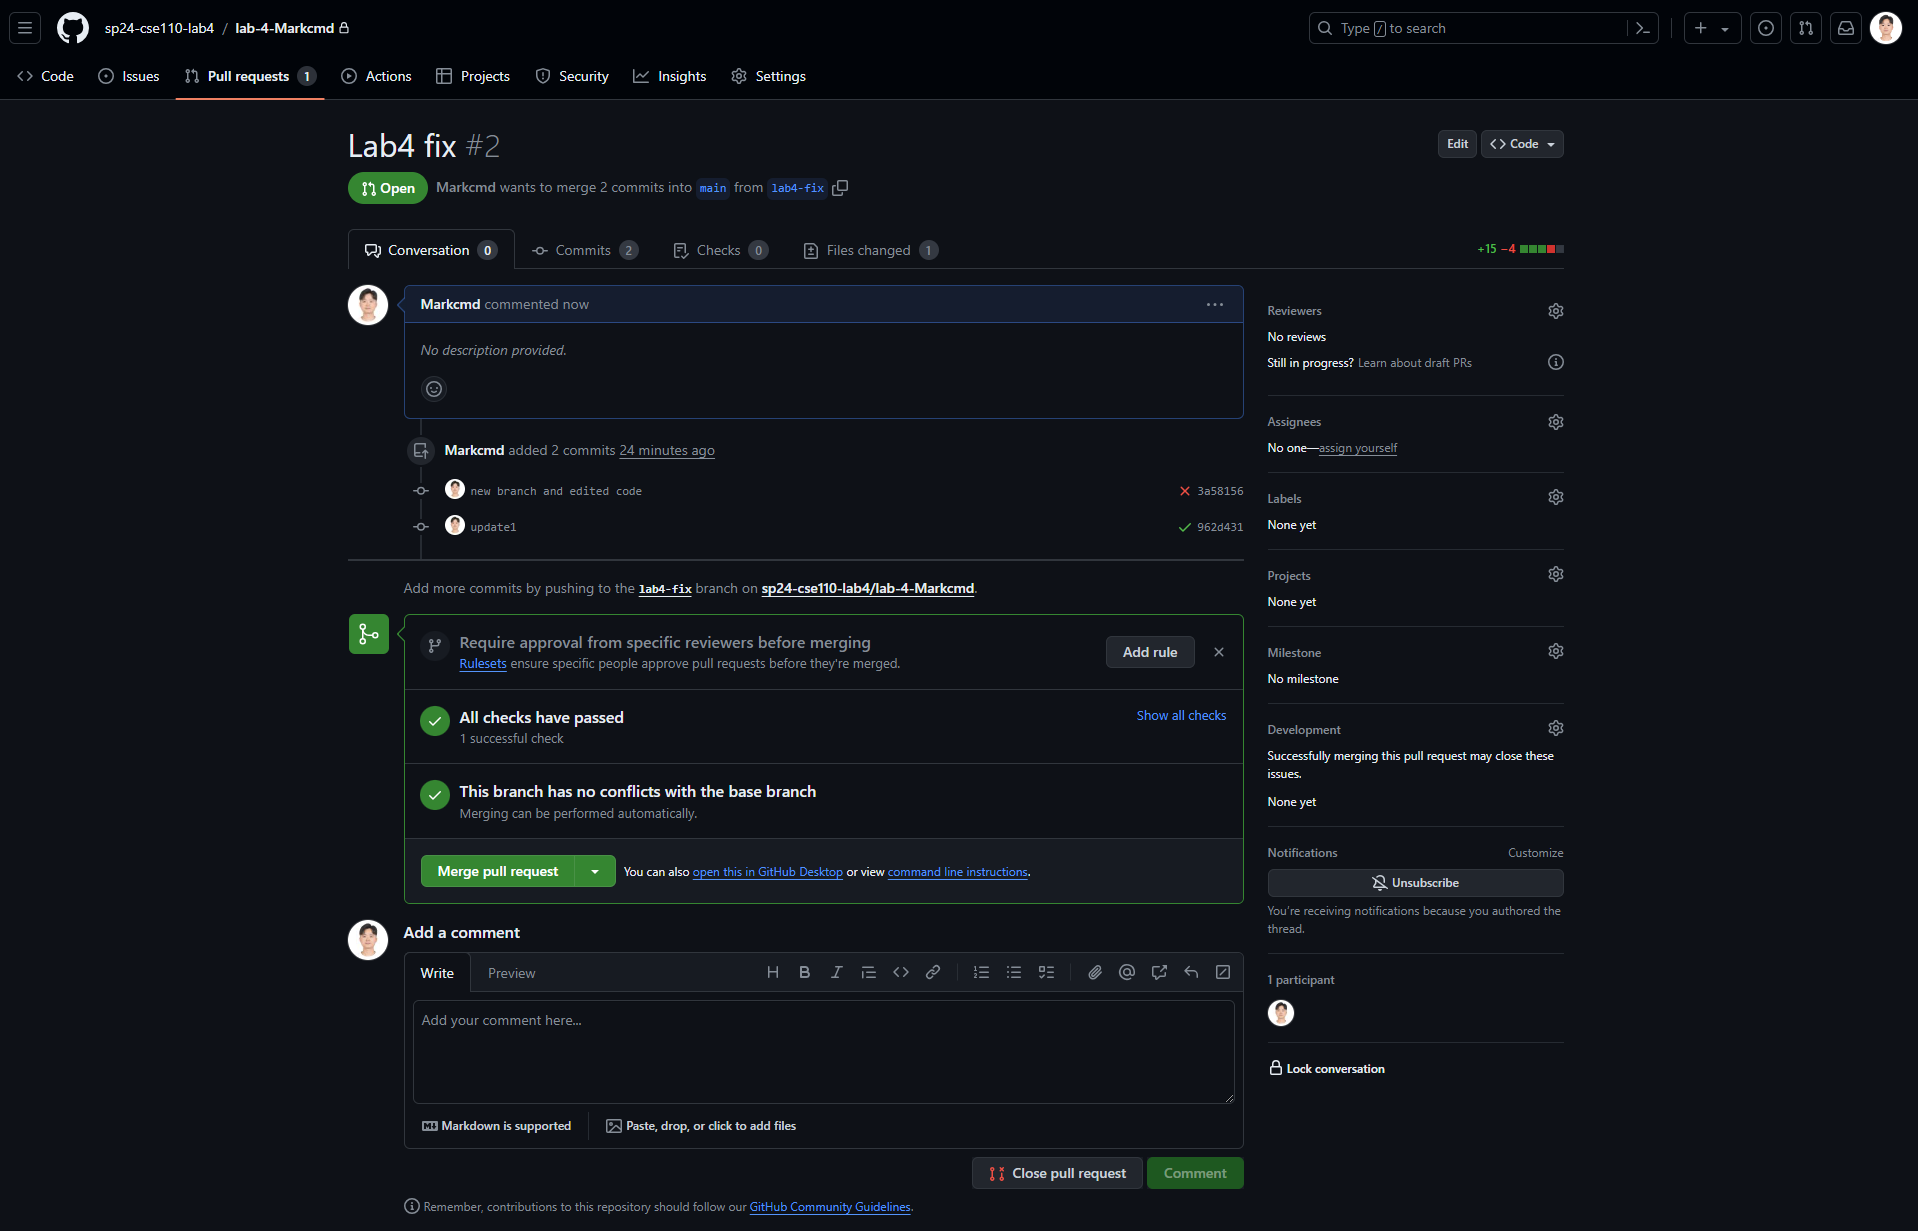 sp24-cse110-lab4 / lab-4-Markcmd
Type / to search
Code Issues Pull requests 1 Actions Projects Security Insights Settings
Lab4 fix #2
Edit
Code
Open
Markcmd wants to merge 2 commits into main from lab4-fix
Conversation 0 Commits 2 Checks 0 Files changed 1
+15 −4
Markcmd commented now
No description provided.
Markcmd added 2 commits 24 minutes ago
new branch and edited code 3a58156
update1 962d431
Add more commits by pushing to the lab4-fix branch on sp24-cse110-lab4/lab-4-Markcmd.
Require approval from specific reviewers before merging
Rulesets ensure specific people approve pull requests before they're merged.
Add rule
All checks have passed
1 successful check
Show all checks
This branch has no conflicts with the base branch
Merging can be performed automatically.
Merge pull request
You can also open this in GitHub Desktop or view command line instructions.
Add a comment
Write Preview
Add your comment here...
Markdown is supported
Paste, drop, or click to add files
Close pull request
Comment
Remember, contributions to this repository should follow our GitHub Community Guidelines.
Reviewers
No reviews
Still in progress? Learn about draft PRs
Assignees
No one—assign yourself
Labels
None yet
Projects
None yet
Milestone
No milestone
Development
Successfully merging this pull request may close these
issues.
None yet
Notifications
Customize
Unsubscribe
You're receiving notifications because you authored the
thread.
1 participant
Lock conversation